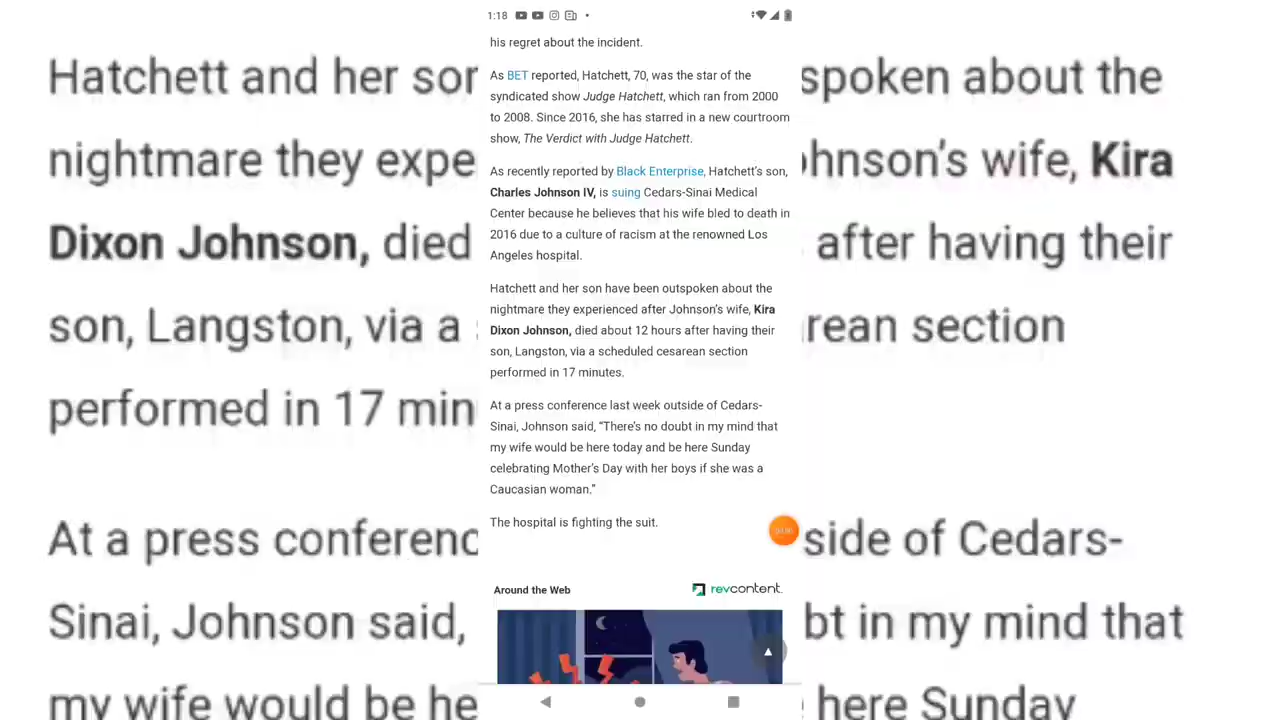 1:18
his regret about the incident.
As BET reported, Hatchett, 70, was the star of the
syndicated show Judge Hatchett, which ran from 2000
to 2008. Since 2016, she has starred in a new courtroom
show, The Verdict with Judge Hatchett.
As recently reported by Black Enterprise, Hatchett’s son,
Charles Johnson IV, is suing Cedars-Sinai Medical
Center because he believes that his wife bled to death in
2016 due to a culture of racism at the renowned Los
Angeles hospital.
Hatchett and her son have been outspoken about the
nightmare they experienced after Johnson’s wife, Kira
Dixon Johnson, died about 12 hours after having their
son, Langston, via a scheduled cesarean section
performed in 17 minutes.
At a press conference last week outside of Cedars-
Sinai, Johnson said, “There’s no doubt in my mind that
my wife would be here today and be here Sunday
celebrating Mother’s Day with her boys if she was a
Caucasian woman.”
The hospital is fighting the suit.
Around the Web
revcontent.
Hatchett and her sor
spoken about the
nightmare they expe
ohnson’s wife, Kira
Dixon Johnson, died
after having their
son, Langston, via a
rean section
performed in 17 min
At a press conferenc
side of Cedars-
Sinai, Johnson said,
bt in my mind that
my wife would be he
here Sunday